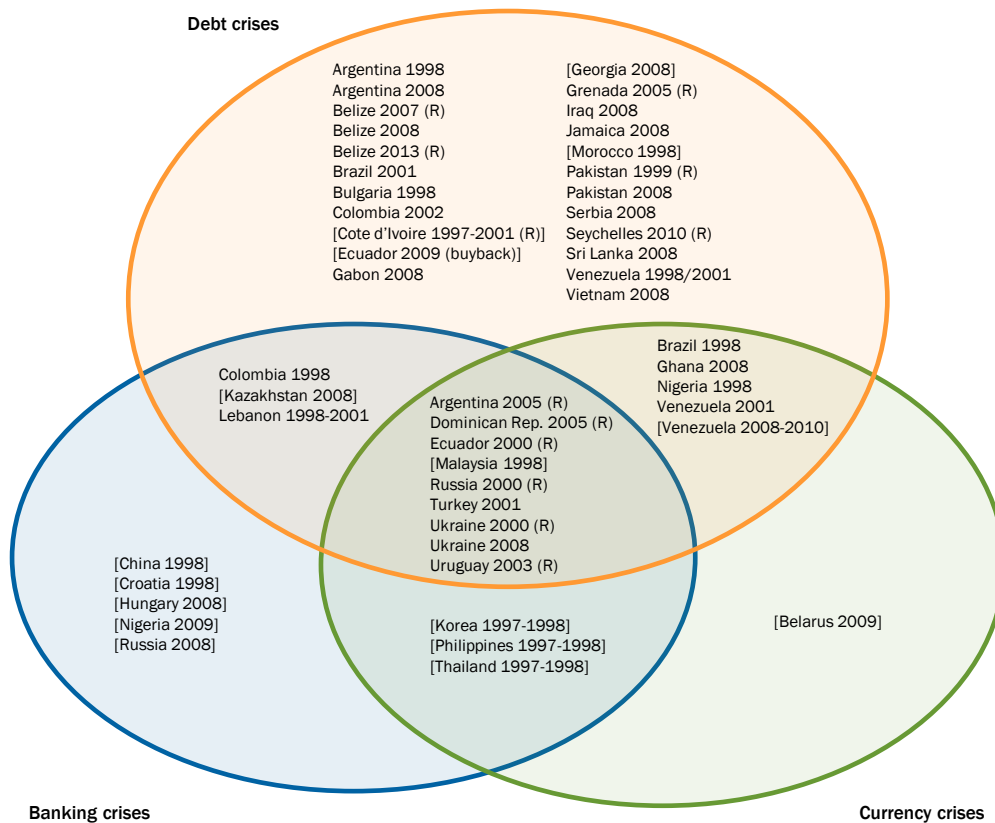 Debt crises
Argentina 1998
Argentina 2008
Belize 2007 (R)
Belize 2008
Belize 2013 (R)
Brazil 2001
Bulgaria 1998
Colombia 2002
[Cote d'Ivoire 1997-2001 (R)]
[Ecuador 2009 (buyback)]
Gabon 2008
[Georgia 2008]
Grenada 2005 (R)
Iraq 2008
Jamaica 2008
[Morocco 1998]
Pakistan 1999 (R)
Pakistan 2008
Serbia 2008
Seychelles 2010 (R)
Sri Lanka 2008
Venezuela 1998/2001
Vietnam 2008
Colombia 1998
[Kazakhstan 2008]
Lebanon 1998-2001
Argentina 2005 (R)
Dominican Rep. 2005 (R)
Ecuador 2000 (R)
[Malaysia 1998]
Russia 2000 (R)
Turkey 2001
Ukraine 2000 (R)
Ukraine 2008
Uruguay 2003 (R)
Brazil 1998
Ghana 2008
Nigeria 1998
Venezuela 2001
[Venezuela 2008-2010]
[China 1998]
[Croatia 1998]
[Hungary 2008]
[Nigeria 2009]
[Russia 2008]
[Korea 1997-1998]
[Philippines 1997-1998]
[Thailand 1997-1998]
[Belarus 2009]
Banking crises
Currency crises